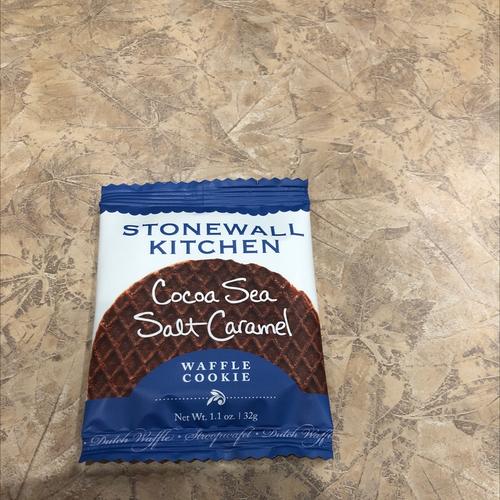 STONEWALL
KITCHEN
Cocoa Sea
Salt Caramel
WAFFLE
COOKIE
Net Wt. 1.1 oz. | 32g
Dutch Waffle • Stroopwafel • Dutch Waffle